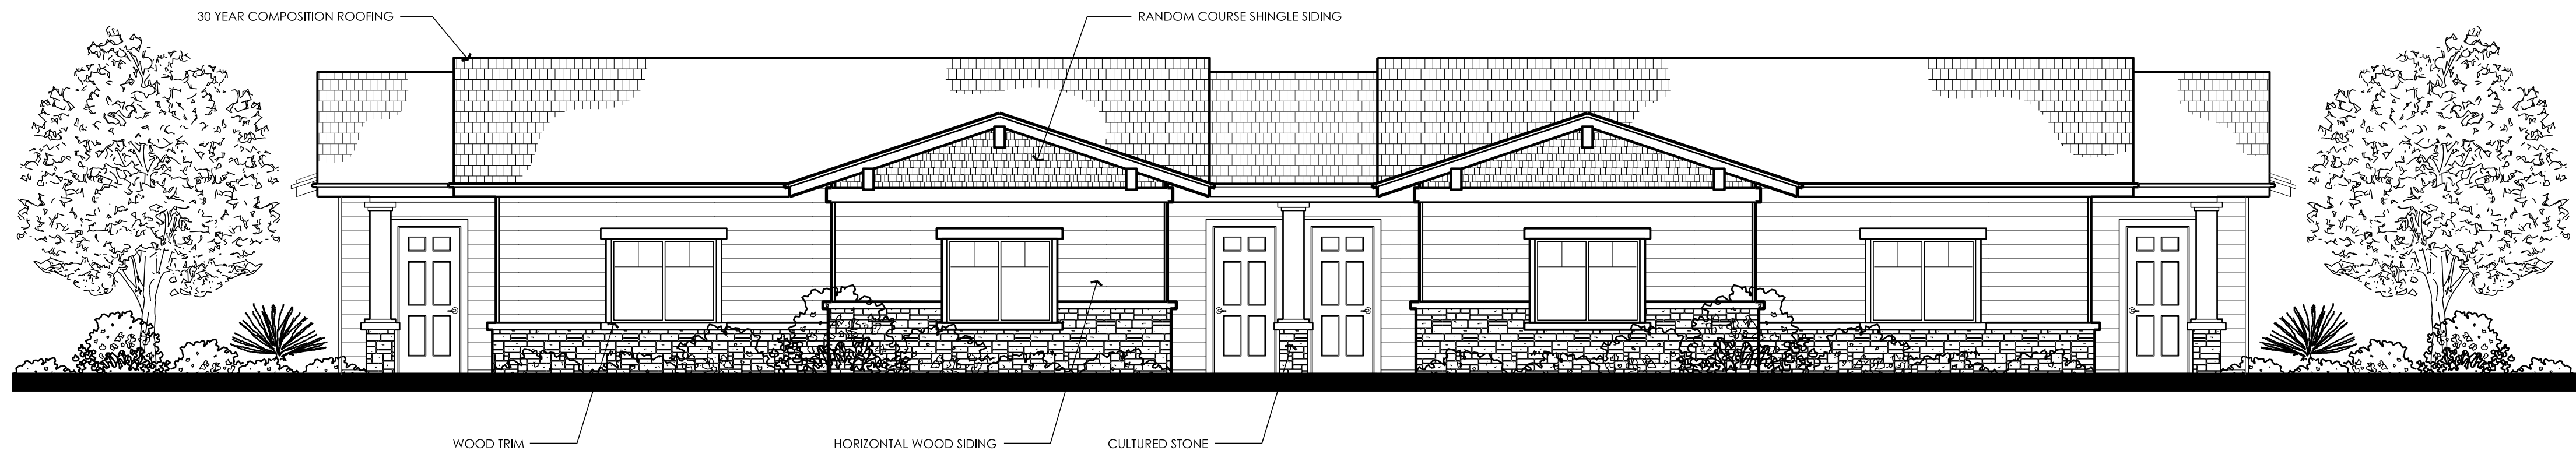 30 YEAR COMPOSITION ROOFING
RANDOM COURSE SHINGLE SIDING
WOOD TRIM
HORIZONTAL WOOD SIDING
CULTURED STONE